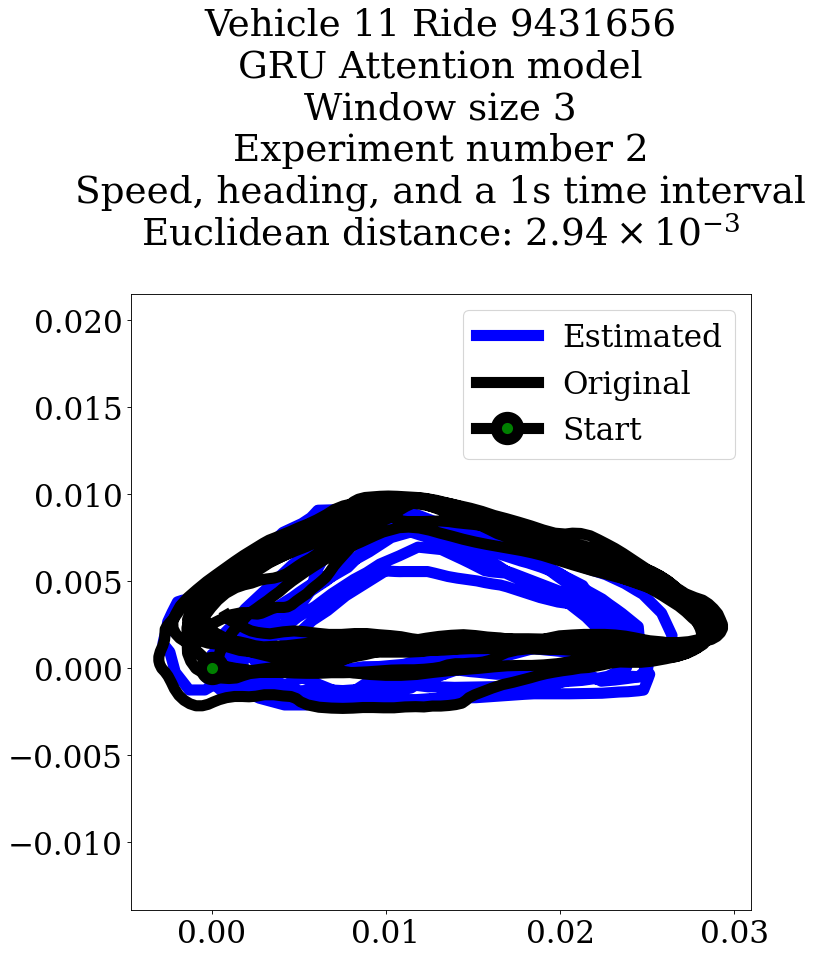 Vehicle 11 Ride 9431656
GRU Attention model
Window size 3
Experiment number 2
Speed, heading, and a 1s time interval
Euclidean distance: 2.94 × 10⁻³
Estimated
Original
Start
0.020
0.015
0.010
0.005
0.000
−0.005
−0.010
0.00 0.01 0.02 0.03